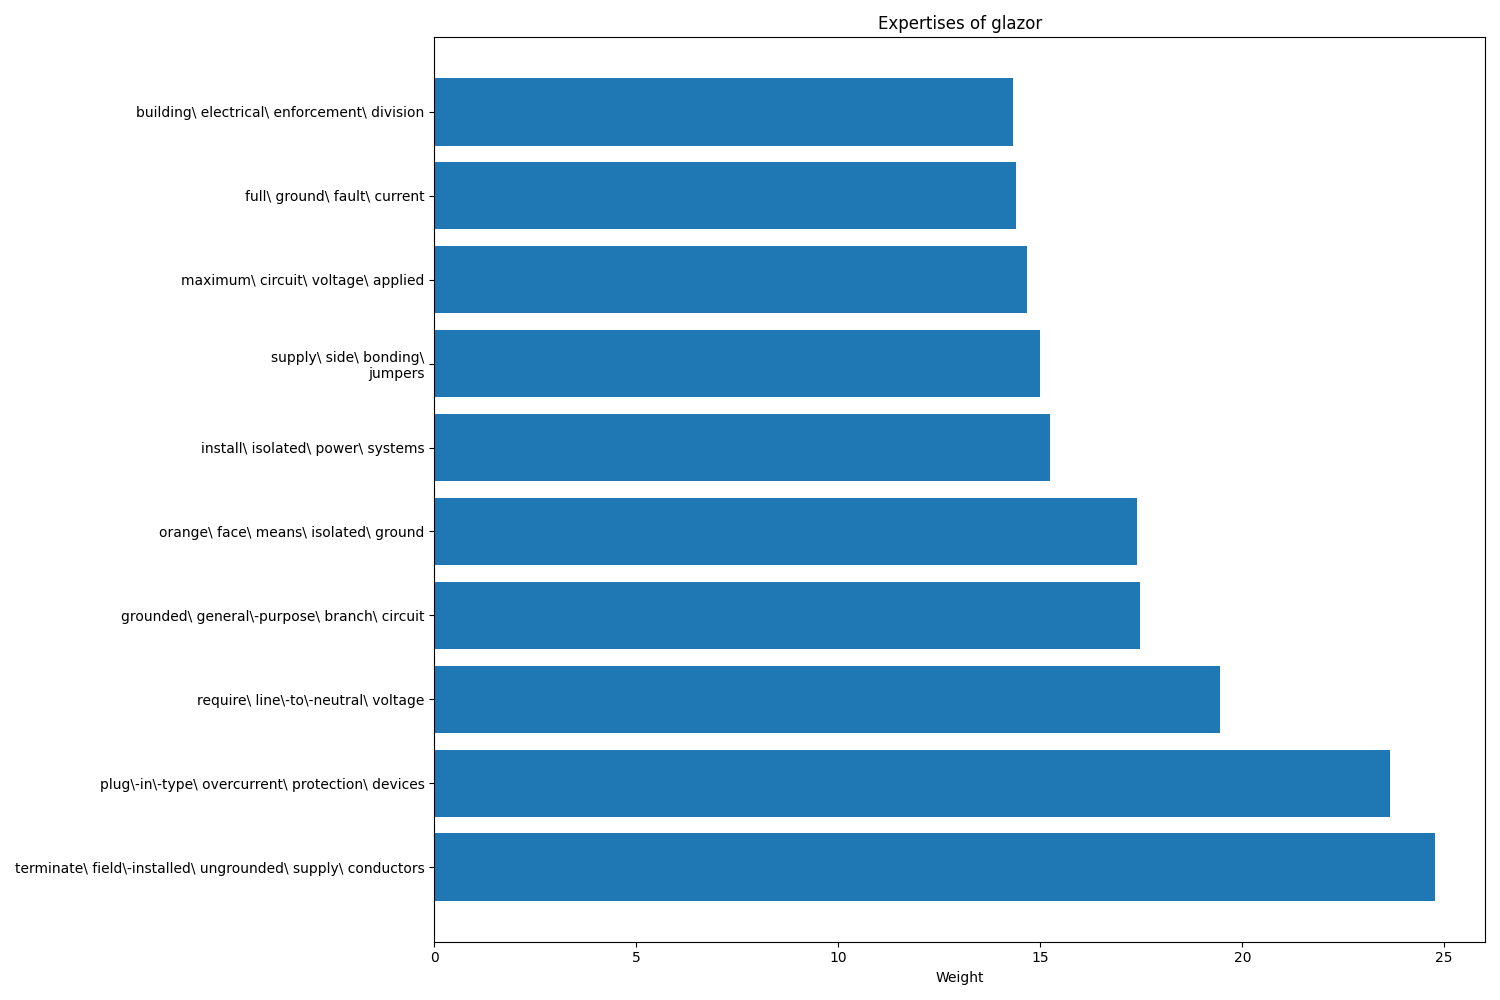 Expertises of glazor
building\ electrical\ enforcement\ division
full\ ground\ fault\ current
maximum\ circuit\ voltage\ applied
supply\ side\ bonding\
jumpers
install\ isolated\ power\ systems
orange\ face\ means\ isolated\ ground
grounded\ general\-purpose\ branch\ circuit
require\ line\-to\-neutral\ voltage
plug\-in\-type\ overcurrent\ protection\ devices
terminate\ field\-installed\ ungrounded\ supply\ conductors
0 5 10 15 20 25
Weight